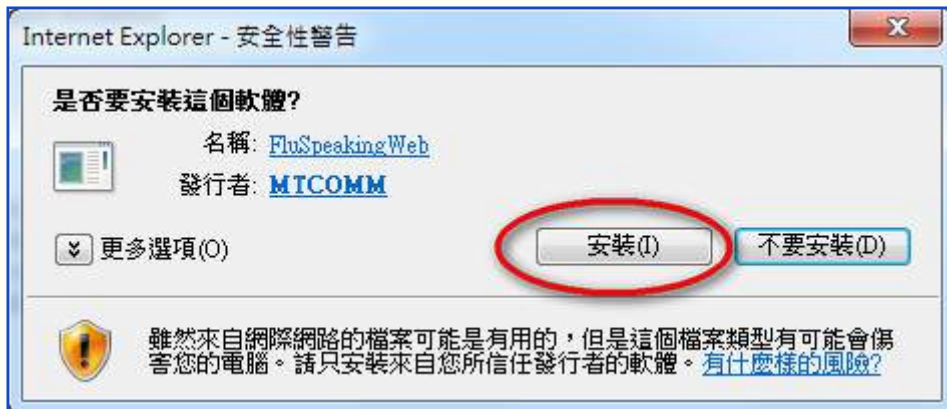 Internet Explorer - 安全性警告
是否要安裝這個軟體?
名稱: FluSpeakingWeb
發行者: MTCOMM
更多選項(O)
安裝(I)
不要安裝(D)
雖然來自網際網路的檔案可能是有用的，但是這個檔案類型有可能會傷
害您的電腦。請只安裝來自您所信任發行者的軟體。有什麼樣的風險?